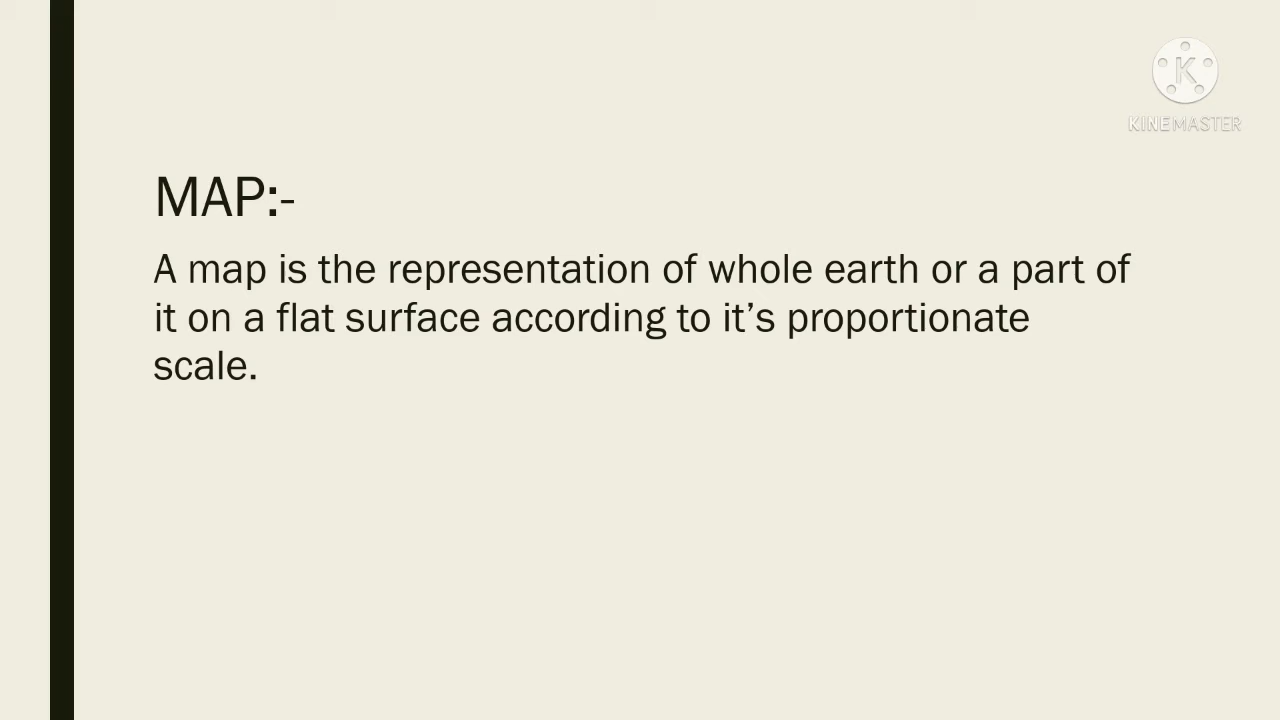 K
KINEMASTER
MAP:-
A map is the representation of whole earth or a part of
it on a flat surface according to it’s proportionate
scale.